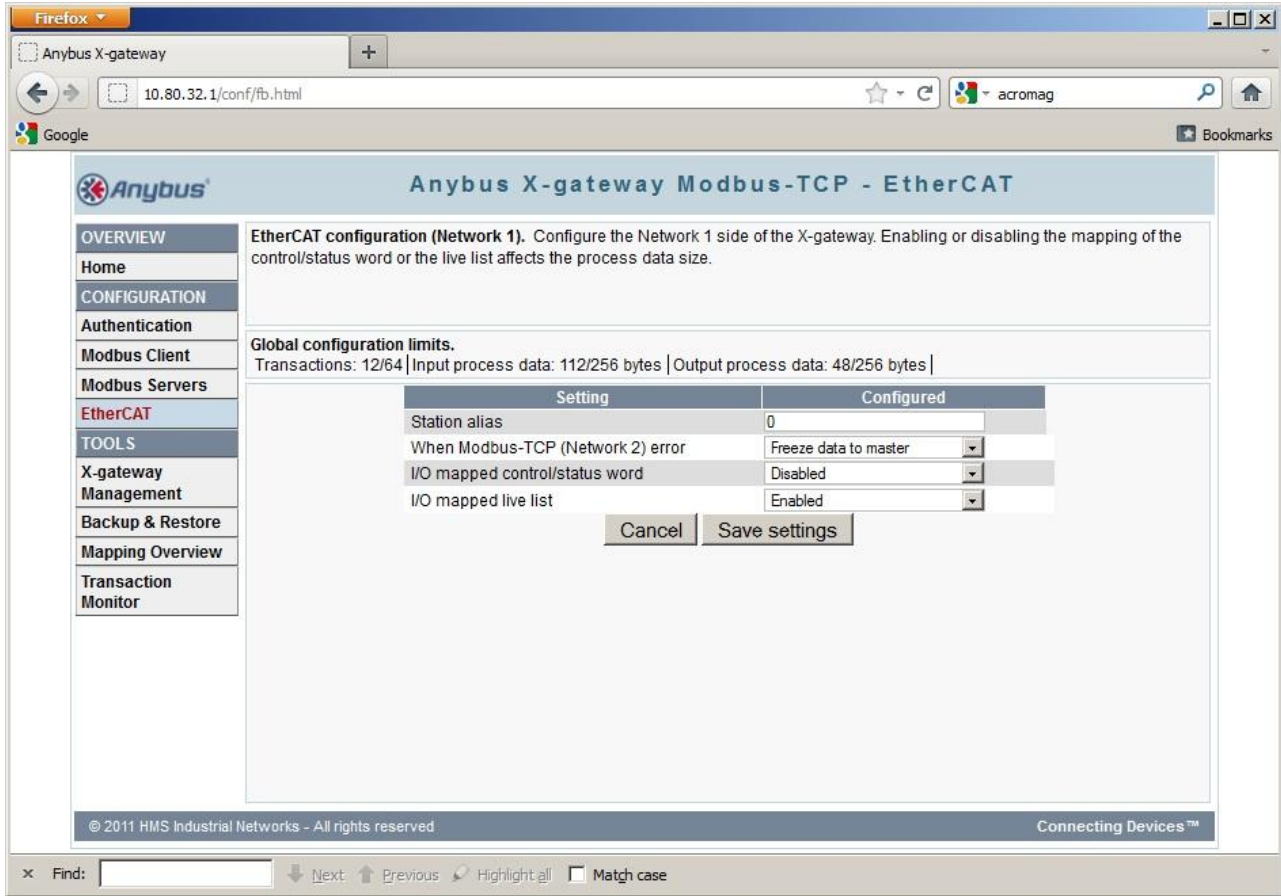 Firefox
Anybus X-gateway
10.80.32.1/conf/fb.html
acromag
Google
Bookmarks
Anybus
Anybus X-gateway Modbus-TCP - EtherCAT
OVERVIEW
Home
CONFIGURATION
Authentication
Modbus Client
Modbus Servers
EtherCAT
TOOLS
X-gateway
Management
Backup & Restore
Mapping Overview
Transaction
Monitor
EtherCAT configuration (Network 1). Configure the Network 1 side of the X-gateway. Enabling or disabling the mapping of the
control/status word or the live list affects the process data size.
Global configuration limits.
Transactions: 12/64 | Input process data: 112/256 bytes | Output process data: 48/256 bytes |
Setting Configured
Station alias 0
When Modbus-TCP (Network 2) error Freeze data to master
I/O mapped control/status word Disabled
I/O mapped live list Enabled
Cancel Save settings
© 2011 HMS Industrial Networks - All rights reserved Connecting Devices™
× Find: Next Previous Highlight all Match case